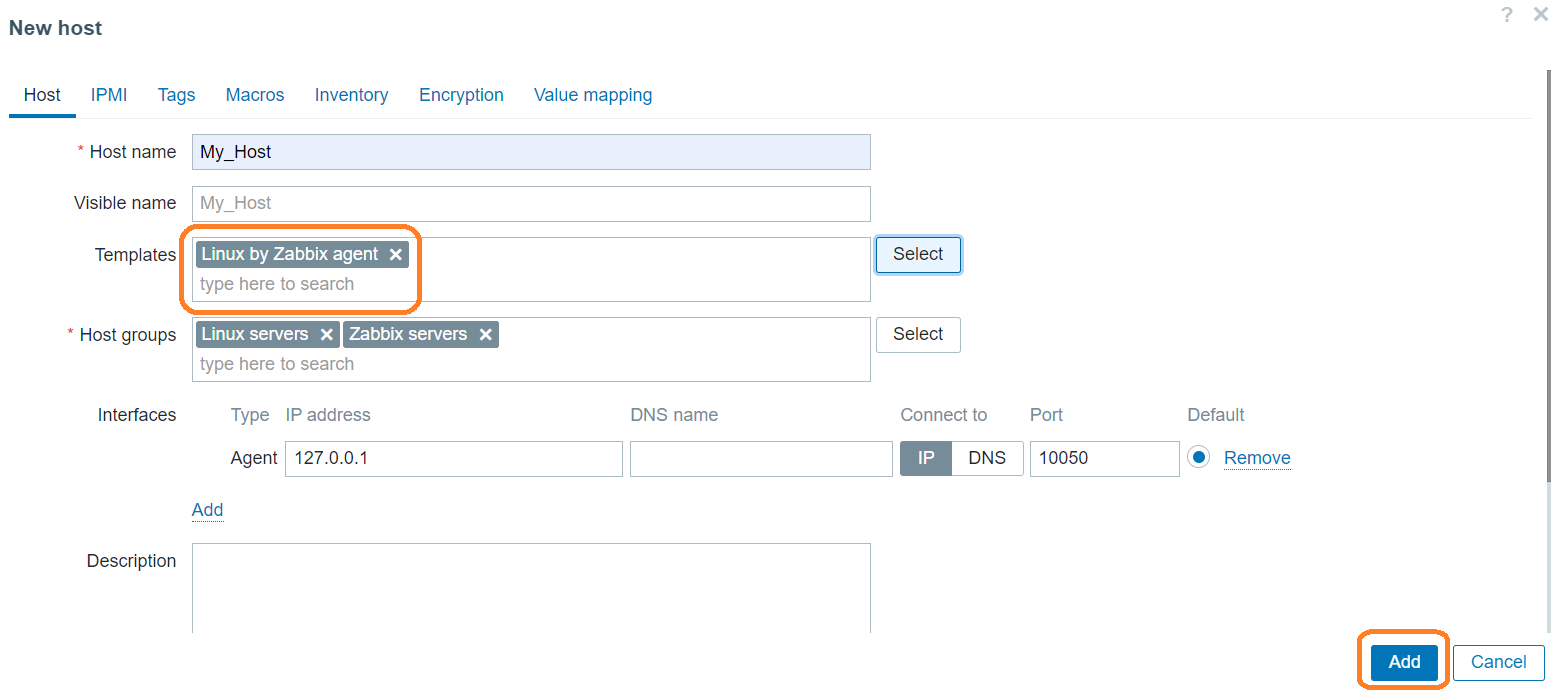 ? ×
New host
Host IPMI Tags Macros Inventory Encryption Value mapping
* Host name My_Host
Visible name My_Host
Templates Linux by Zabbix agent × Select
type here to search
* Host groups Linux servers × Zabbix servers × Select
type here to search
Interfaces Type IP address DNS name Connect to Port Default
Agent 127.0.0.1 IP DNS 10050 Remove
Add
Description
Add Cancel